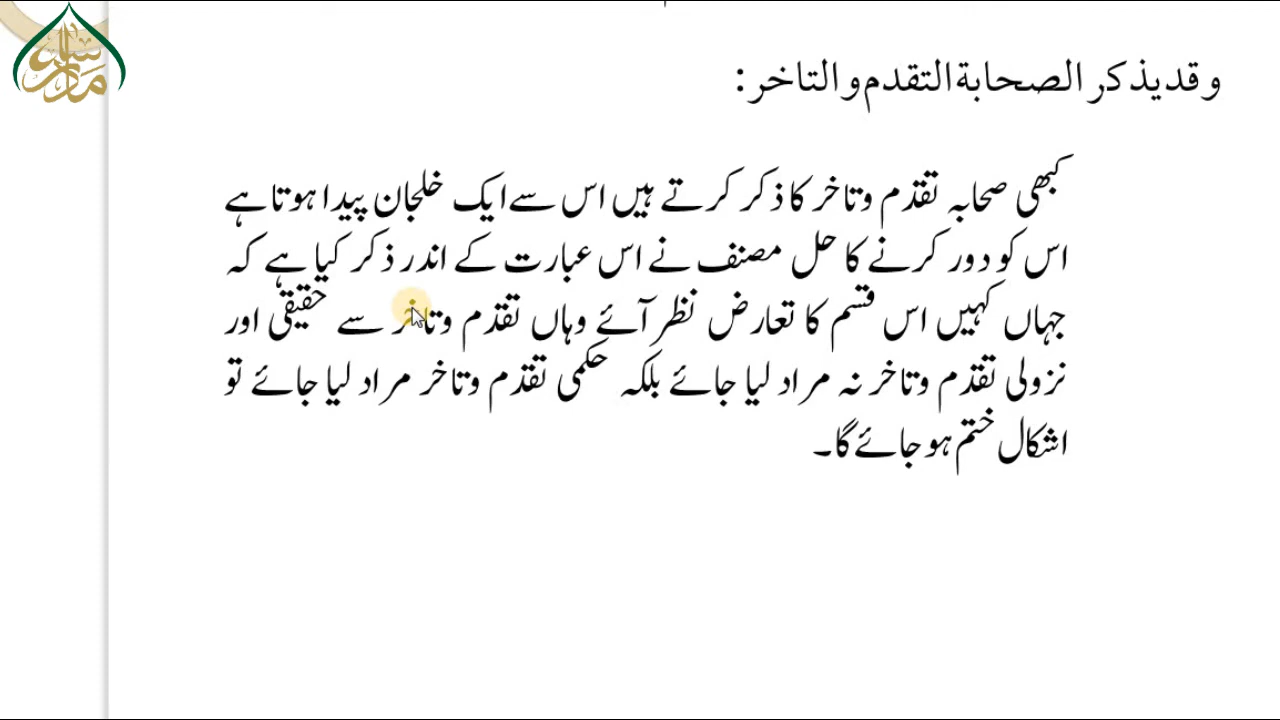 وقد يذكر الصحابة التقدم والتاخر :
کبھی صحابہ تقدم وتاخر کا ذکر کرتے ہیں اس سے ایک خلجان پیدا ہوتا ہے
اس کو دور کرنے کا حل مصنف نے اس عبارت کے اندر ذکر کیا ہے کہ
جہاں کہیں اس قسم کا تعارض نظر آئے وہاں تقدم وتاخر سے حقیقی اور
نزولی تقدم وتاخر نہ مراد لیا جائے بلکہ حکمی تقدم وتاخر مراد لیا جائے تو
اشکال ختم ہو جائے گا۔